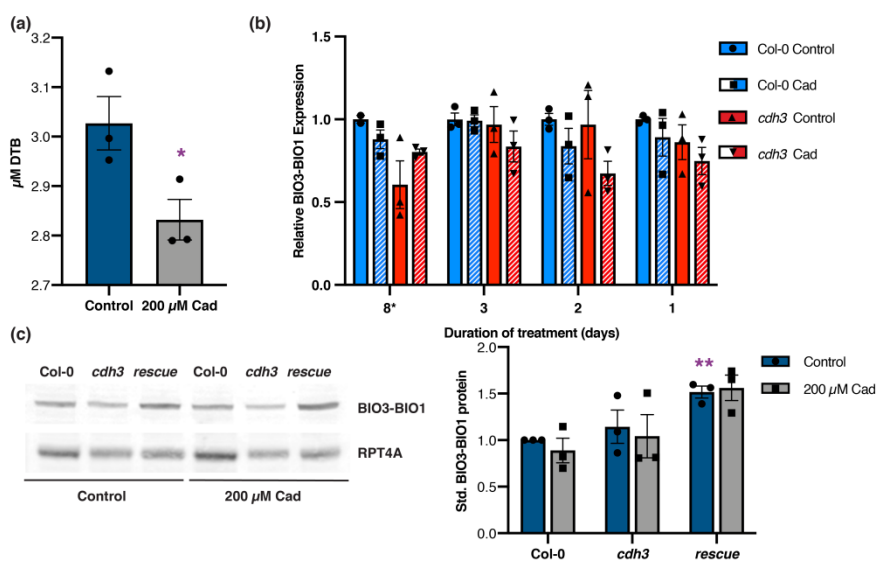 (a)
3.2
3.1
3.0
2.9
2.8
2.7
µM DTB
*
Control 200 µM Cad
(b)
1.5
1.0
0.5
0.0
Relative BIO3-BIO1 Expression
8* 3 2 1
Duration of treatment (days)
Col-0 Control
Col-0 Cad
cdh3 Control
cdh3 Cad
(c)
Col-0 cdh3 rescue Col-0 cdh3 rescue
BIO3-BIO1
RPT4A
Control 200 µM Cad
2.0
1.5
1.0
0.5
0.0
Std. BIO3-BIO1 protein
**
Col-0 cdh3 rescue
Control
200 µM Cad